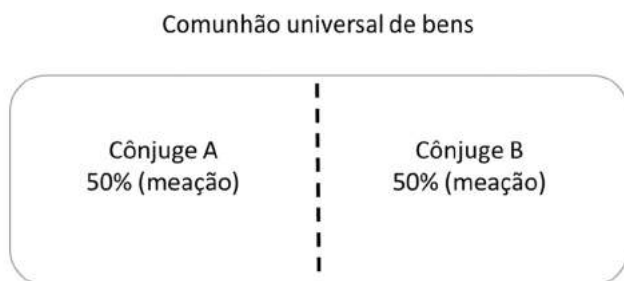 Comunhão universal de bens
Cônjuge A
50% (meação)
Cônjuge B
50% (meação)